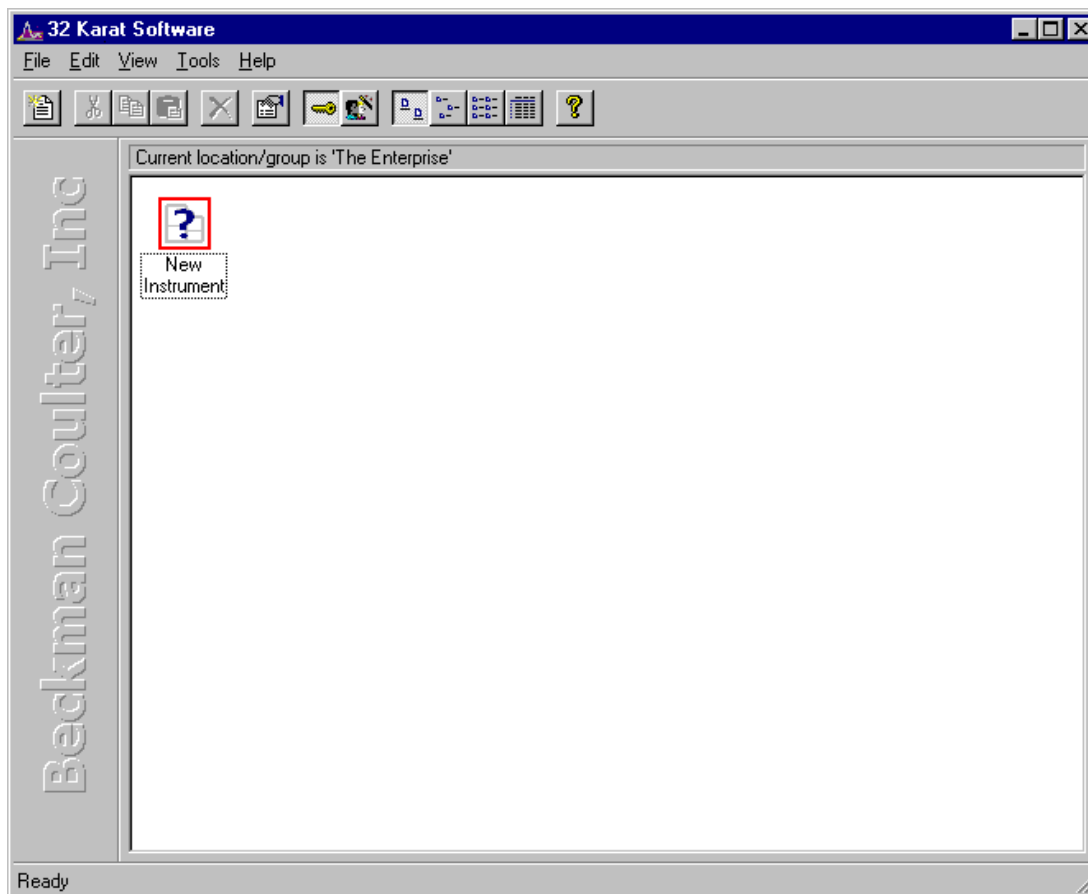 32 Karat Software
File Edit View Tools Help
Current location/group is 'The Enterprise'
New
Instrument
Beckman Coulter, Inc
Ready